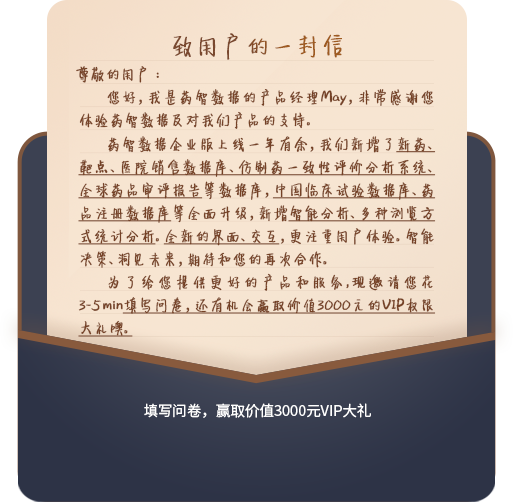 致用户的一封信
尊敬的用户：
您好，我是药智数据的产品经理May，非常感谢您
体验药智数据及对我们产品的支持。
药智数据企业版上线一年有余，我们新增了新药、
靶点、医院销售数据库、仿制药一致性评价分析系统、
全球药品审评报告等数据库，中国临床试验数据库、药
品注册数据库等全面升级，新增智能分析、多种浏览方
式统计分析。全新的界面、交互，更注重用户体验。智能
决策、洞见未来，期待和您的再次合作。
为了给您提供更好的产品和服务，现邀请您花
3-5min填写问卷，还有机会赢取价值3000元的VIP权限
大礼噢。
填写问卷，赢取价值3000元VIP大礼